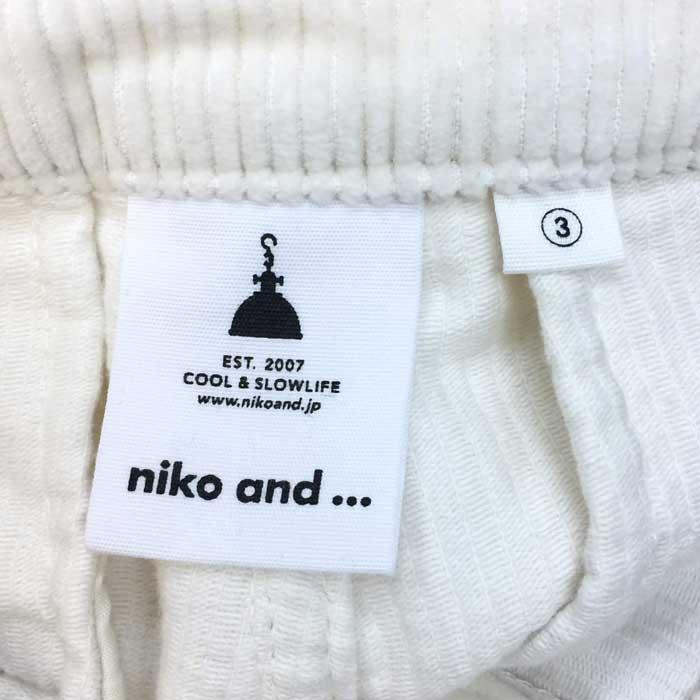 EST. 2007
COOL & SLOWLIFE
www.nikoand.jp
niko and ...
3